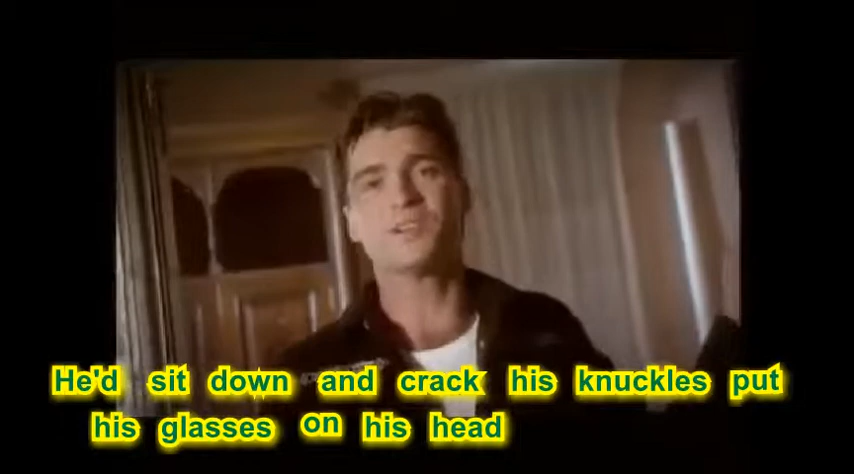 He'd sit down and crack his knuckles put
his glasses on his head